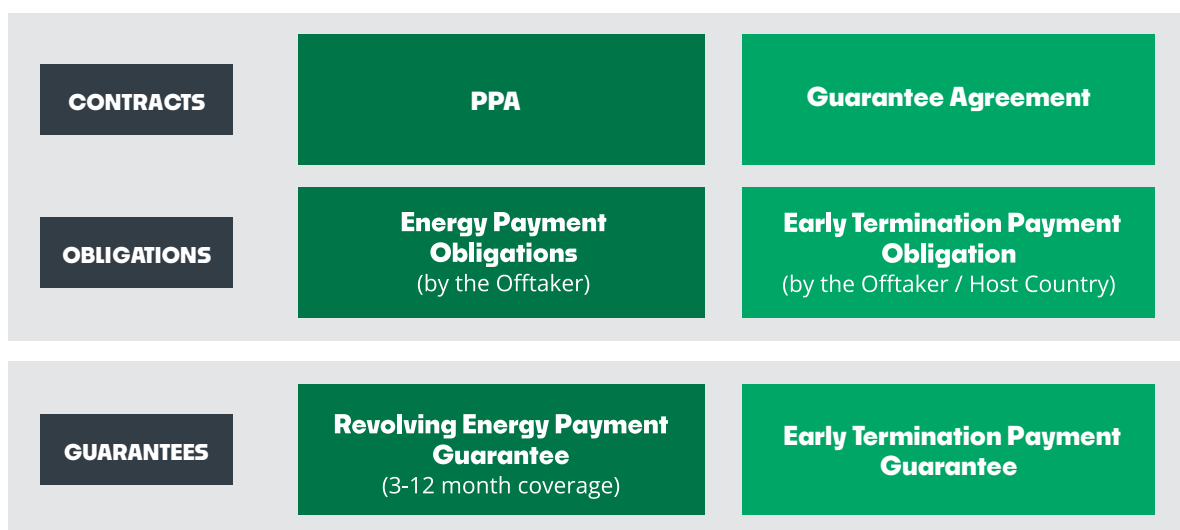 CONTRACTS
PPA
Guarantee Agreement
OBLIGATIONS
Energy Payment
Obligations
(by the Offtaker)
Early Termination Payment
Obligation
(by the Offtaker / Host Country)
GUARANTEES
Revolving Energy Payment
Guarantee
(3-12 month coverage)
Early Termination Payment
Guarantee